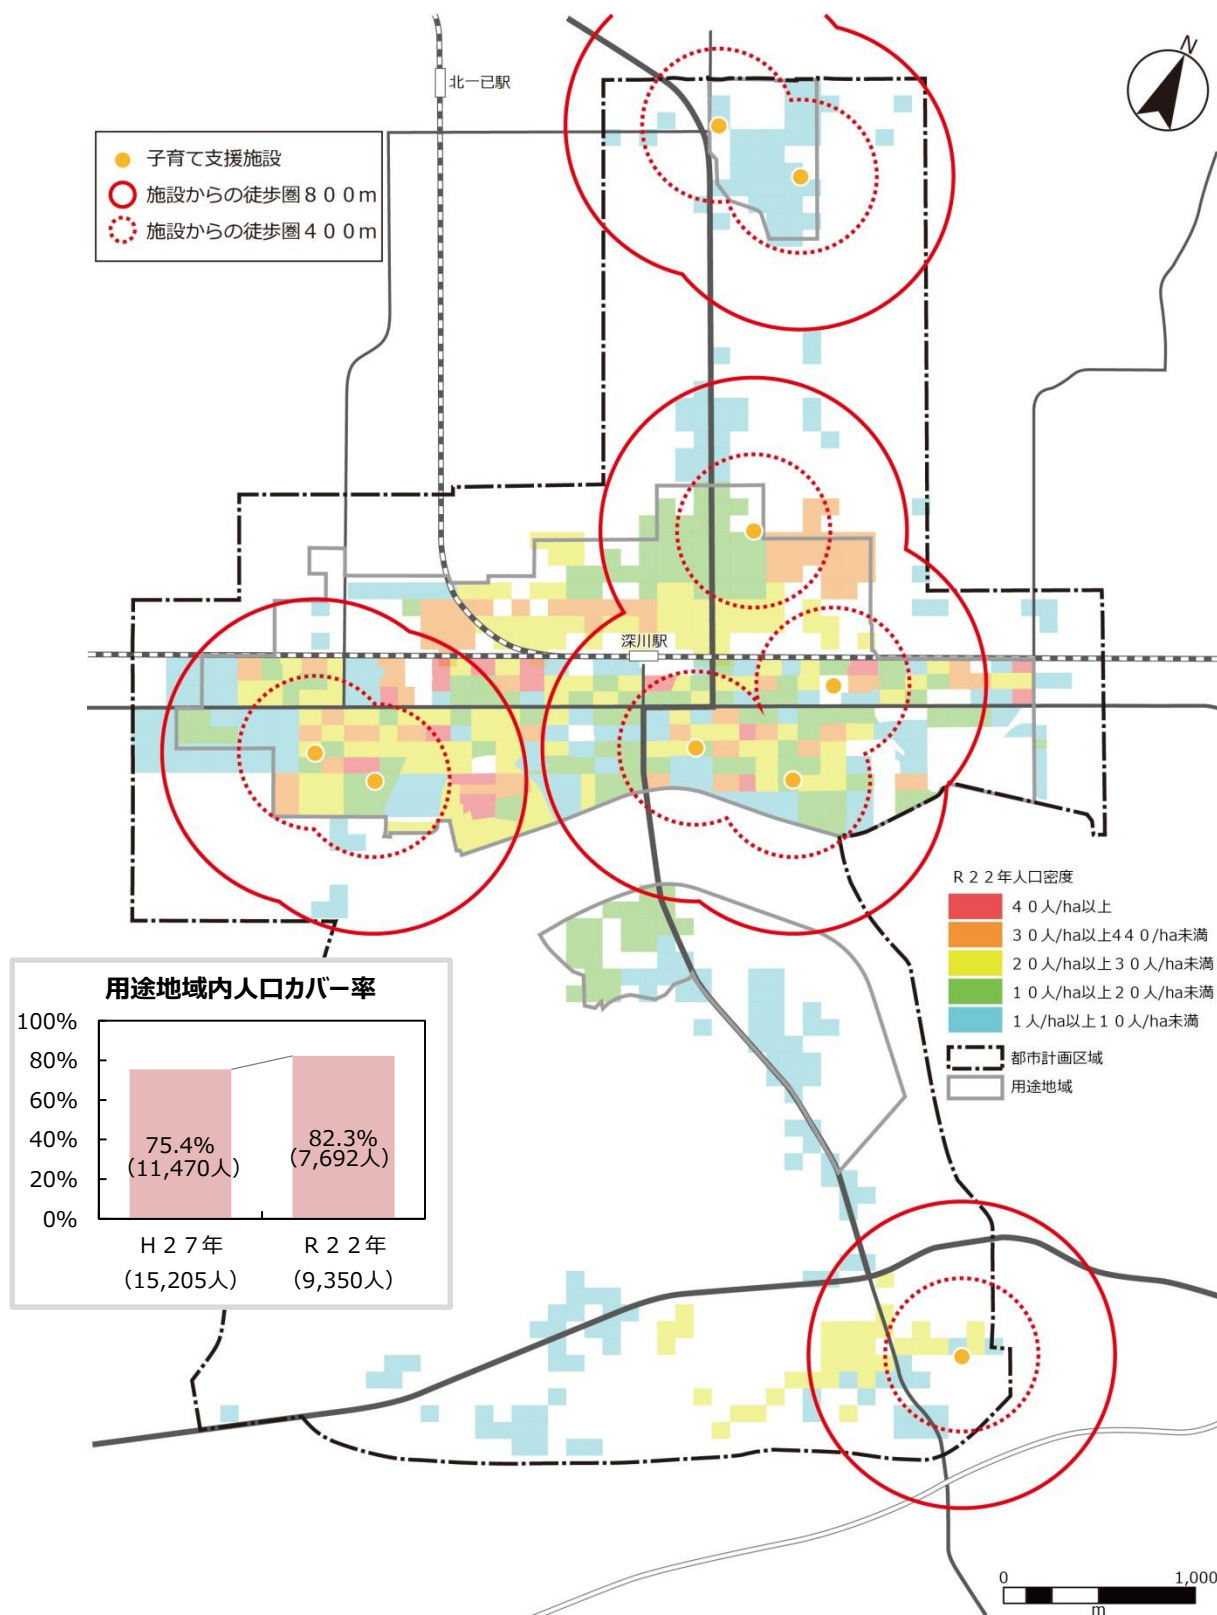 N
北一已駅
子育て支援施設
施設からの徒歩圏８００ｍ
施設からの徒歩圏４００ｍ
深川駅
Ｒ２２年人口密度
４０人/ha以上
３０人/ha以上４４０/ha未満
２０人/ha以上３０人/ha未満
１０人/ha以上２０人/ha未満
１人/ha以上１０人/ha未満
都市計画区域
用途地域
用途地域内人口カバー率
100%
80%
60%
40%
20%
0%
75.4%
（11,470人）
82.3%
（7,692人）
Ｈ２７年
（15,205人）
Ｒ２２年
（9,350人）
0
1,000
m